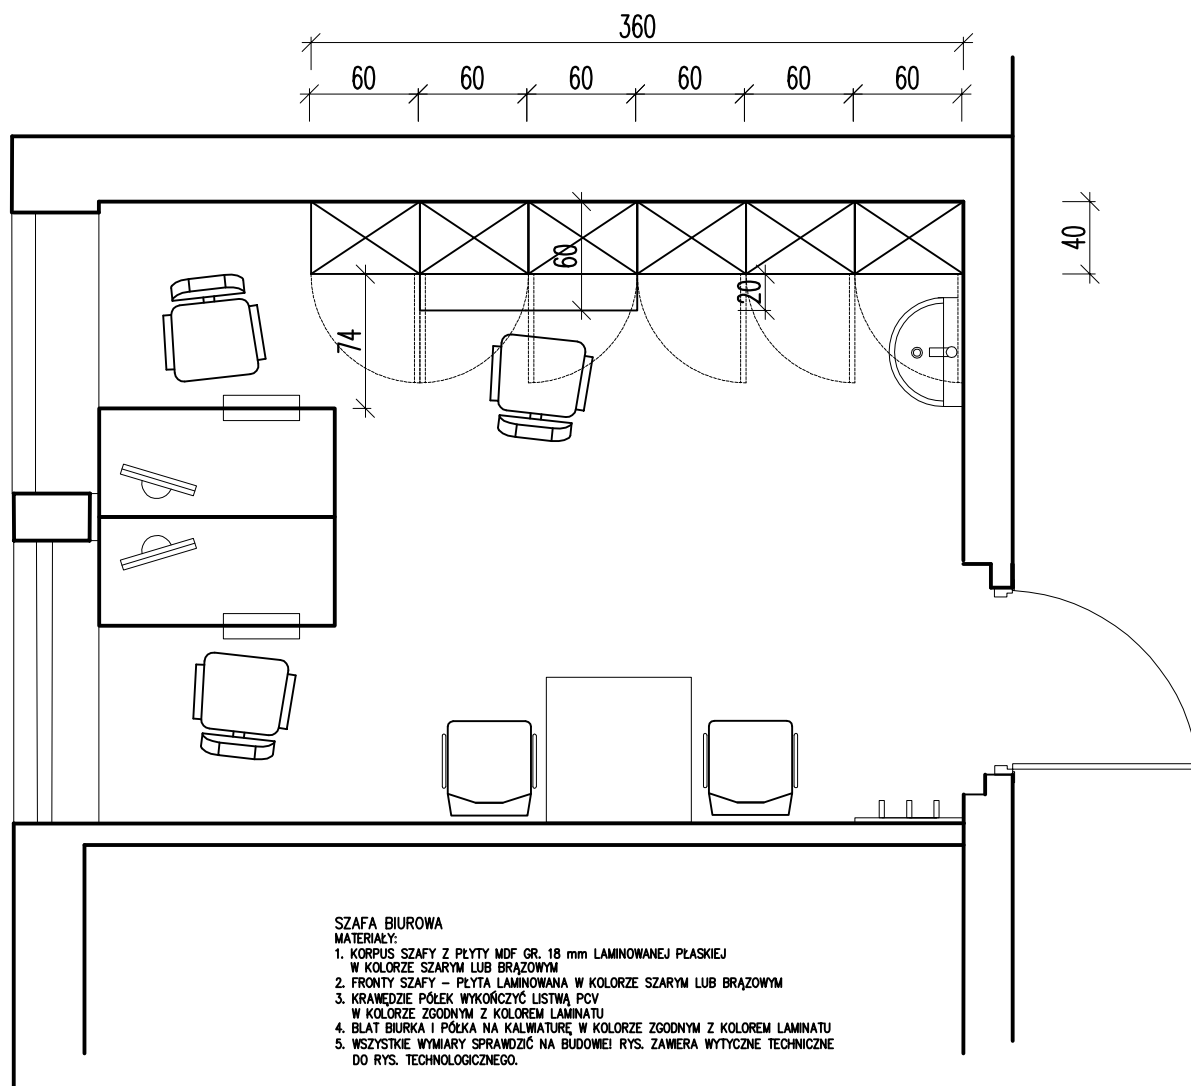 360
60 60 60 60 60 60
40
60
20
74
SZAFA BIUROWA
MATERIAŁY:
1. KORPUS SZAFY Z PŁYTY MDF GR. 18 mm LAMINOWANEJ PŁASKIEJ
W KOLORZE SZARYM LUB BRĄZOWYM
2. FRONTY SZAFY – PŁYTA LAMINOWANA W KOLORZE SZARYM LUB BRĄZOWYM
3. KRAWĘDZIE PÓŁEK WYKOŃCZYĆ LISTWĄ PCV
W KOLORZE ZGODNYM Z KOLOREM LAMINATU
4. BLAT BIURKA I PÓŁKA NA KALWIATURĘ W KOLORZE ZGODNYM Z KOLOREM LAMINATU
5. WSZYSTKIE WYMIARY SPRAWDZIĆ NA BUDOWIE! RYS. ZAWIERA WYTYCZNE TECHNICZNE
DO RYS. TECHNOLOGICZNEGO.